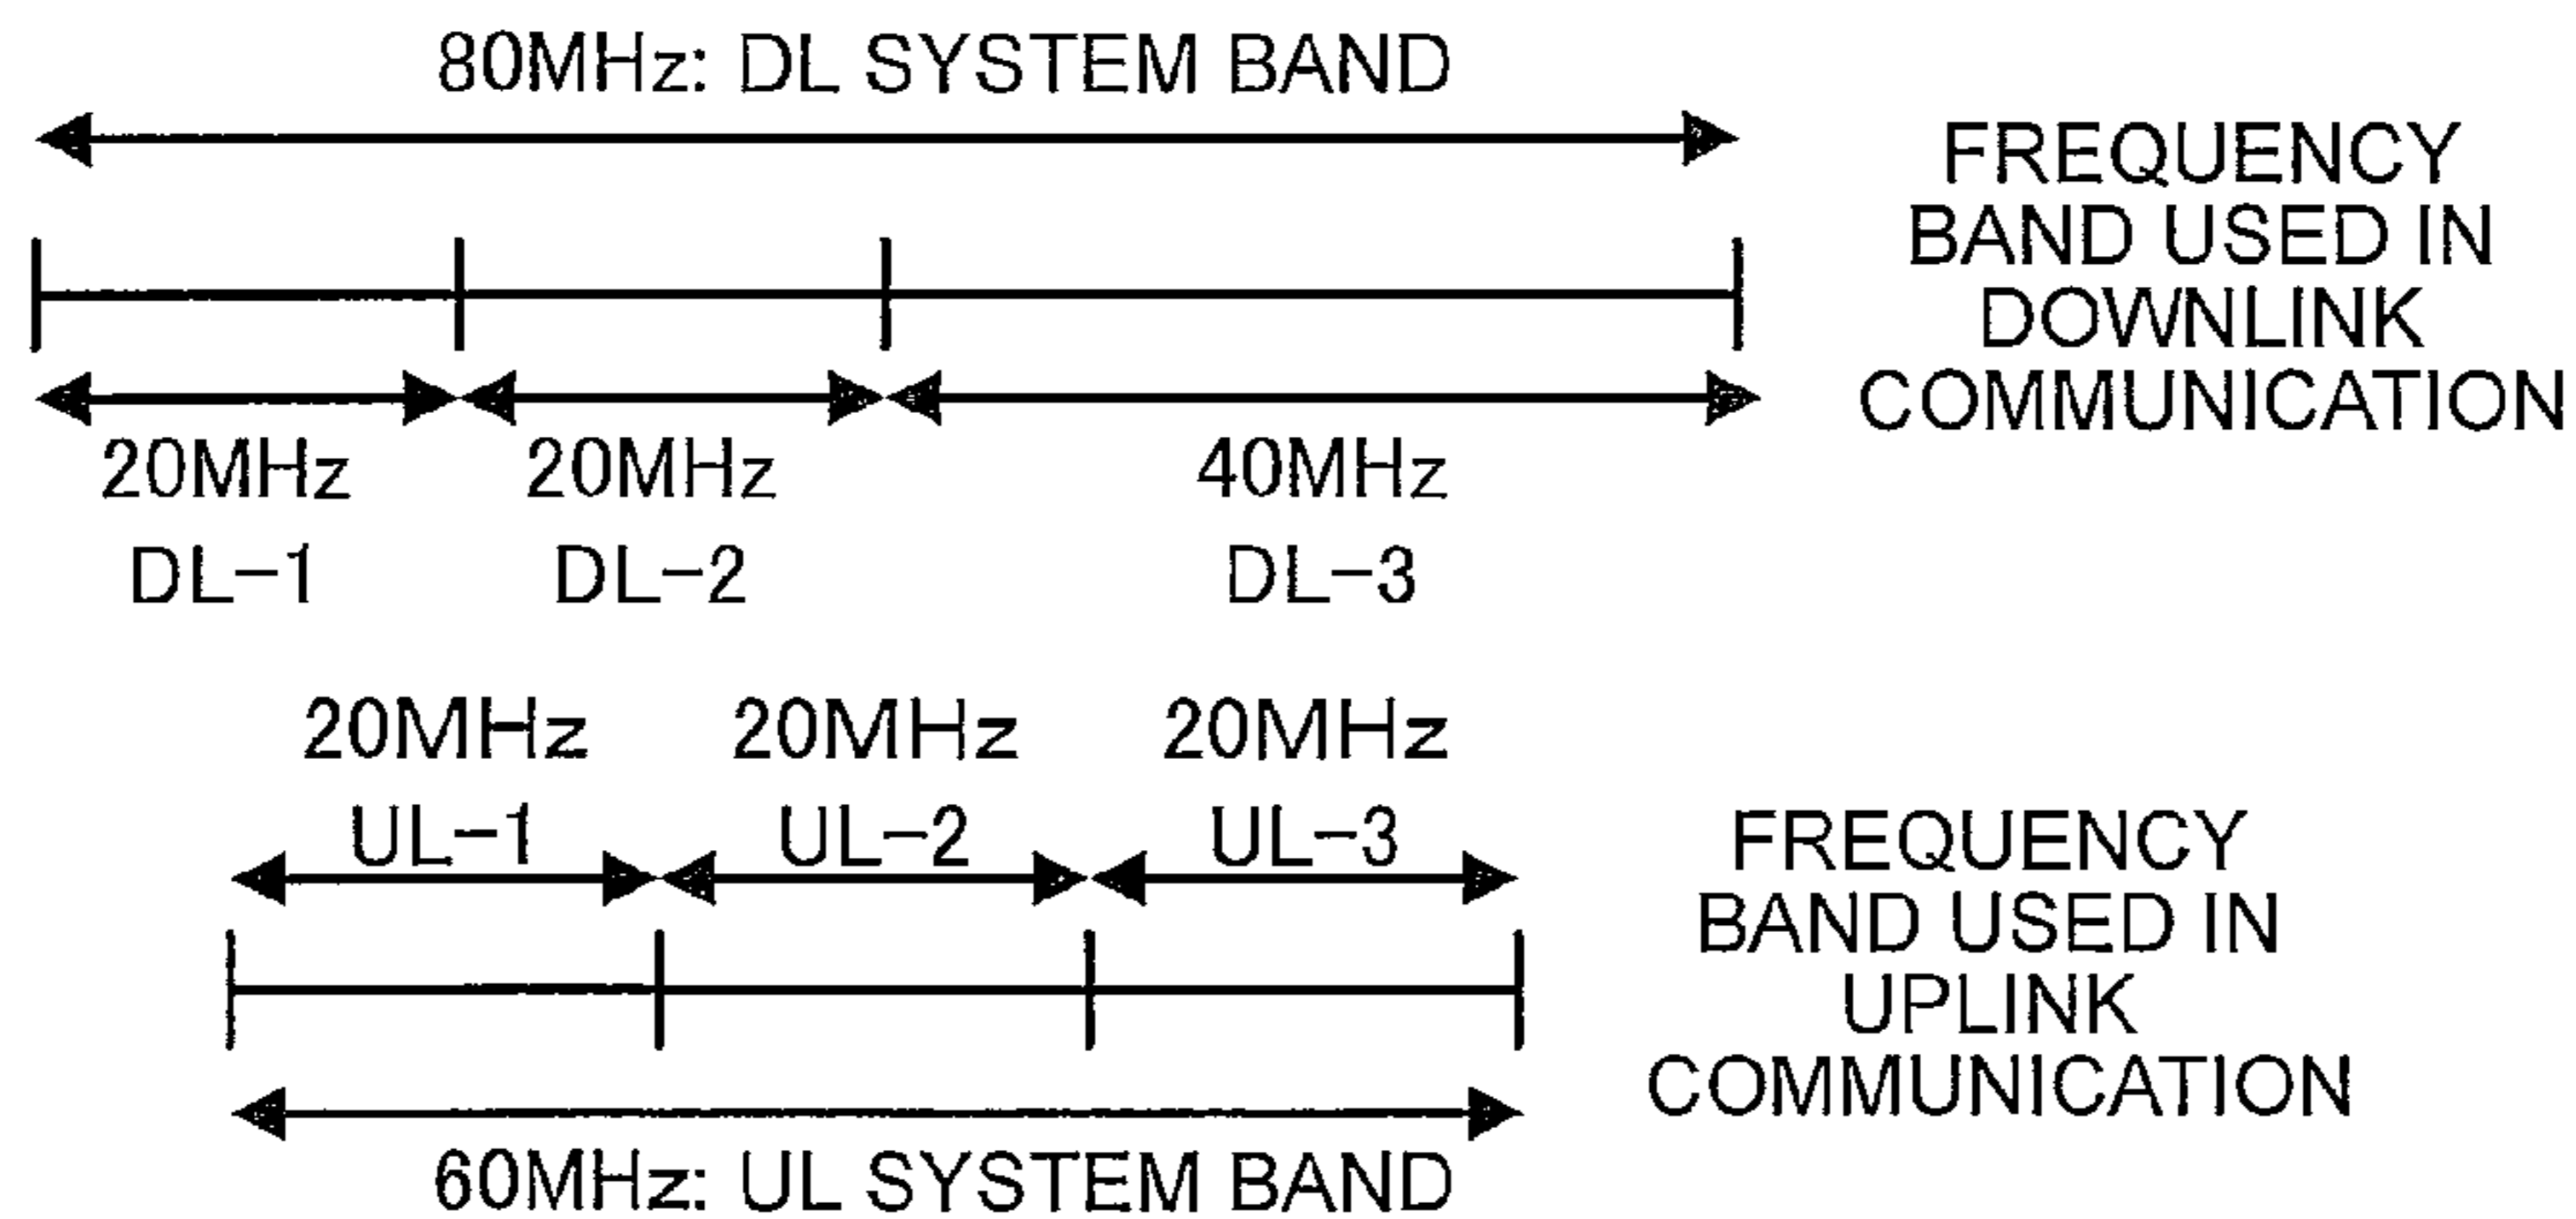 80MHz: DL SYSTEM BAND
FREQUENCY
BAND USED IN
DOWNLINK
COMMUNICATION
20MHz
DL-1
20MHz
DL-2
40MHz
DL-3
20MHz
UL-1
20MHz
UL-2
20MHz
UL-3
FREQUENCY
BAND USED IN
UPLINK
COMMUNICATION
60MHz: UL SYSTEM BAND